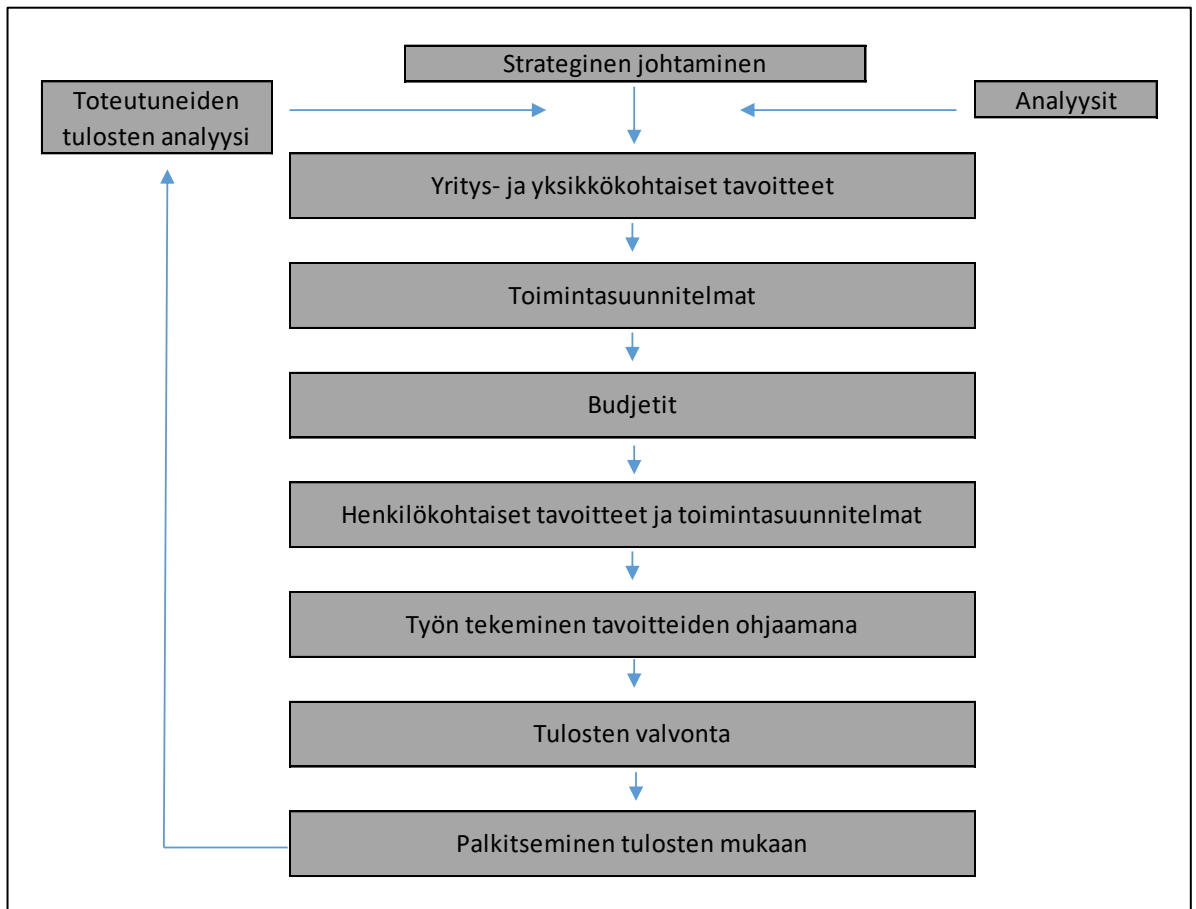 Strateginen johtaminen
Toteutuneiden
tulosten analyysi
Analyysit
Yritys- ja yksikkökohtaiset tavoitteet
Toimintasuunnitelmat
Budjetit
Henkilökohtaiset tavoitteet ja toimintasuunnitelmat
Työn tekeminen tavoitteiden ohjaamana
Tulosten valvonta
Palkitseminen tulosten mukaan